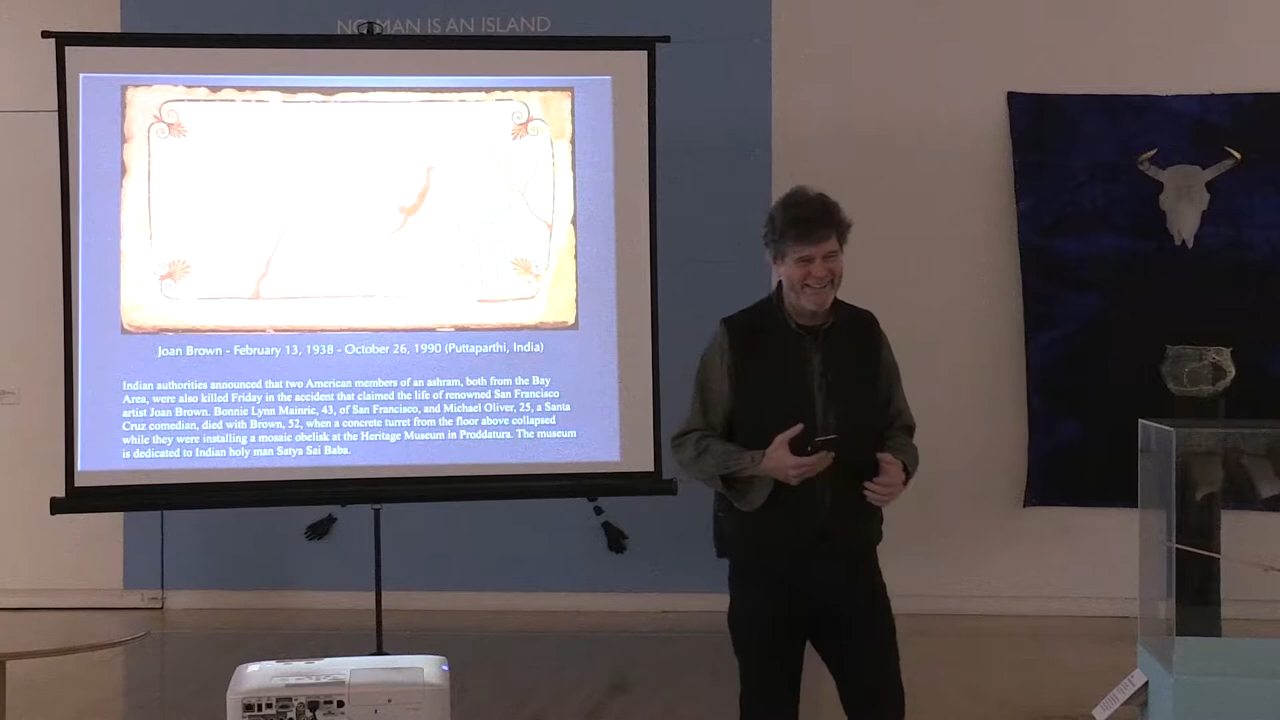 NO MAN IS AN ISLAND
Joan Brown - February 13, 1938 - October 26, 1990 (Puttaparthi, India)
Indian authorities announced that two American members of an ashram, both from the Bay
Area, were also killed Friday in the accident that claimed the life of renowned San Francisco
artist Joan Brown. Bonnie Lynn Mainric, 43, of San Francisco, and Michael Oliver, 25, a Santa
Cruz comedian, died with Brown, 52, when a concrete turret from the floor above collapsed
while they were installing a mosaic obelisk at the Heritage Museum in Proddatura. The museum
is dedicated to Indian holy man Satya Sai Baba.